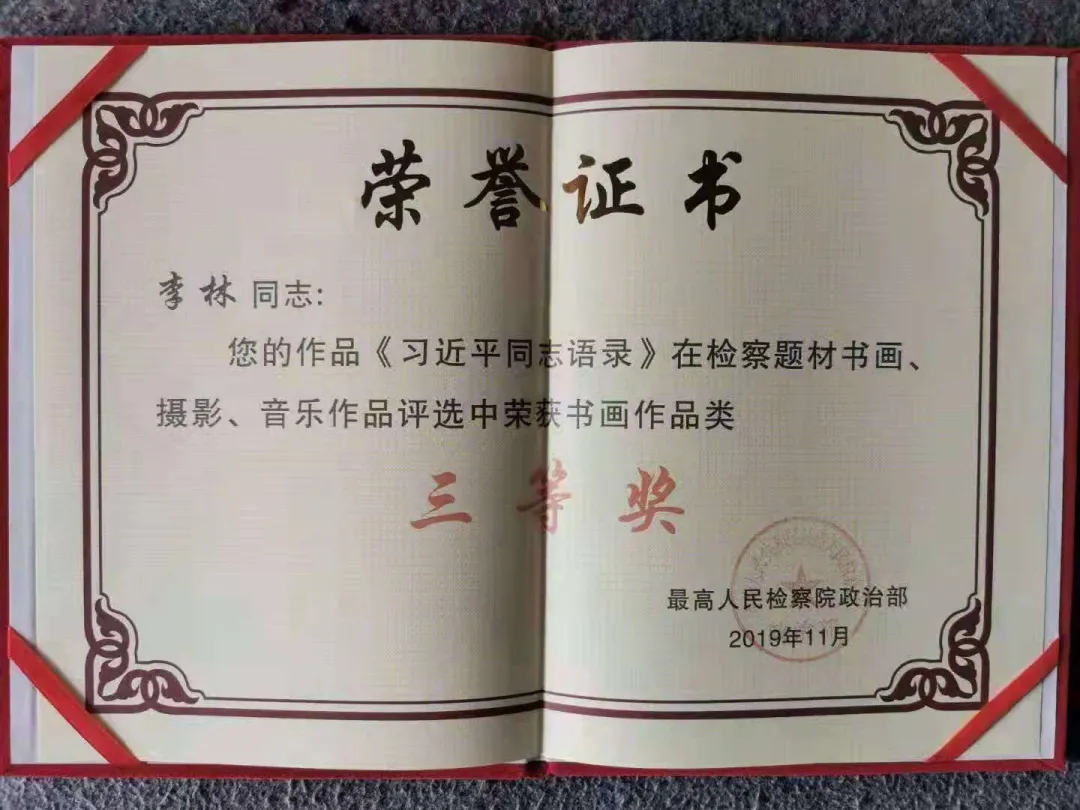 荣誉证书
李林 同志:
您的作品《习近平同志语录》在检察题材书画、
摄影、音乐作品评选中荣获书画作品类
三等奖
最高人民检察院政治部
2019年11月